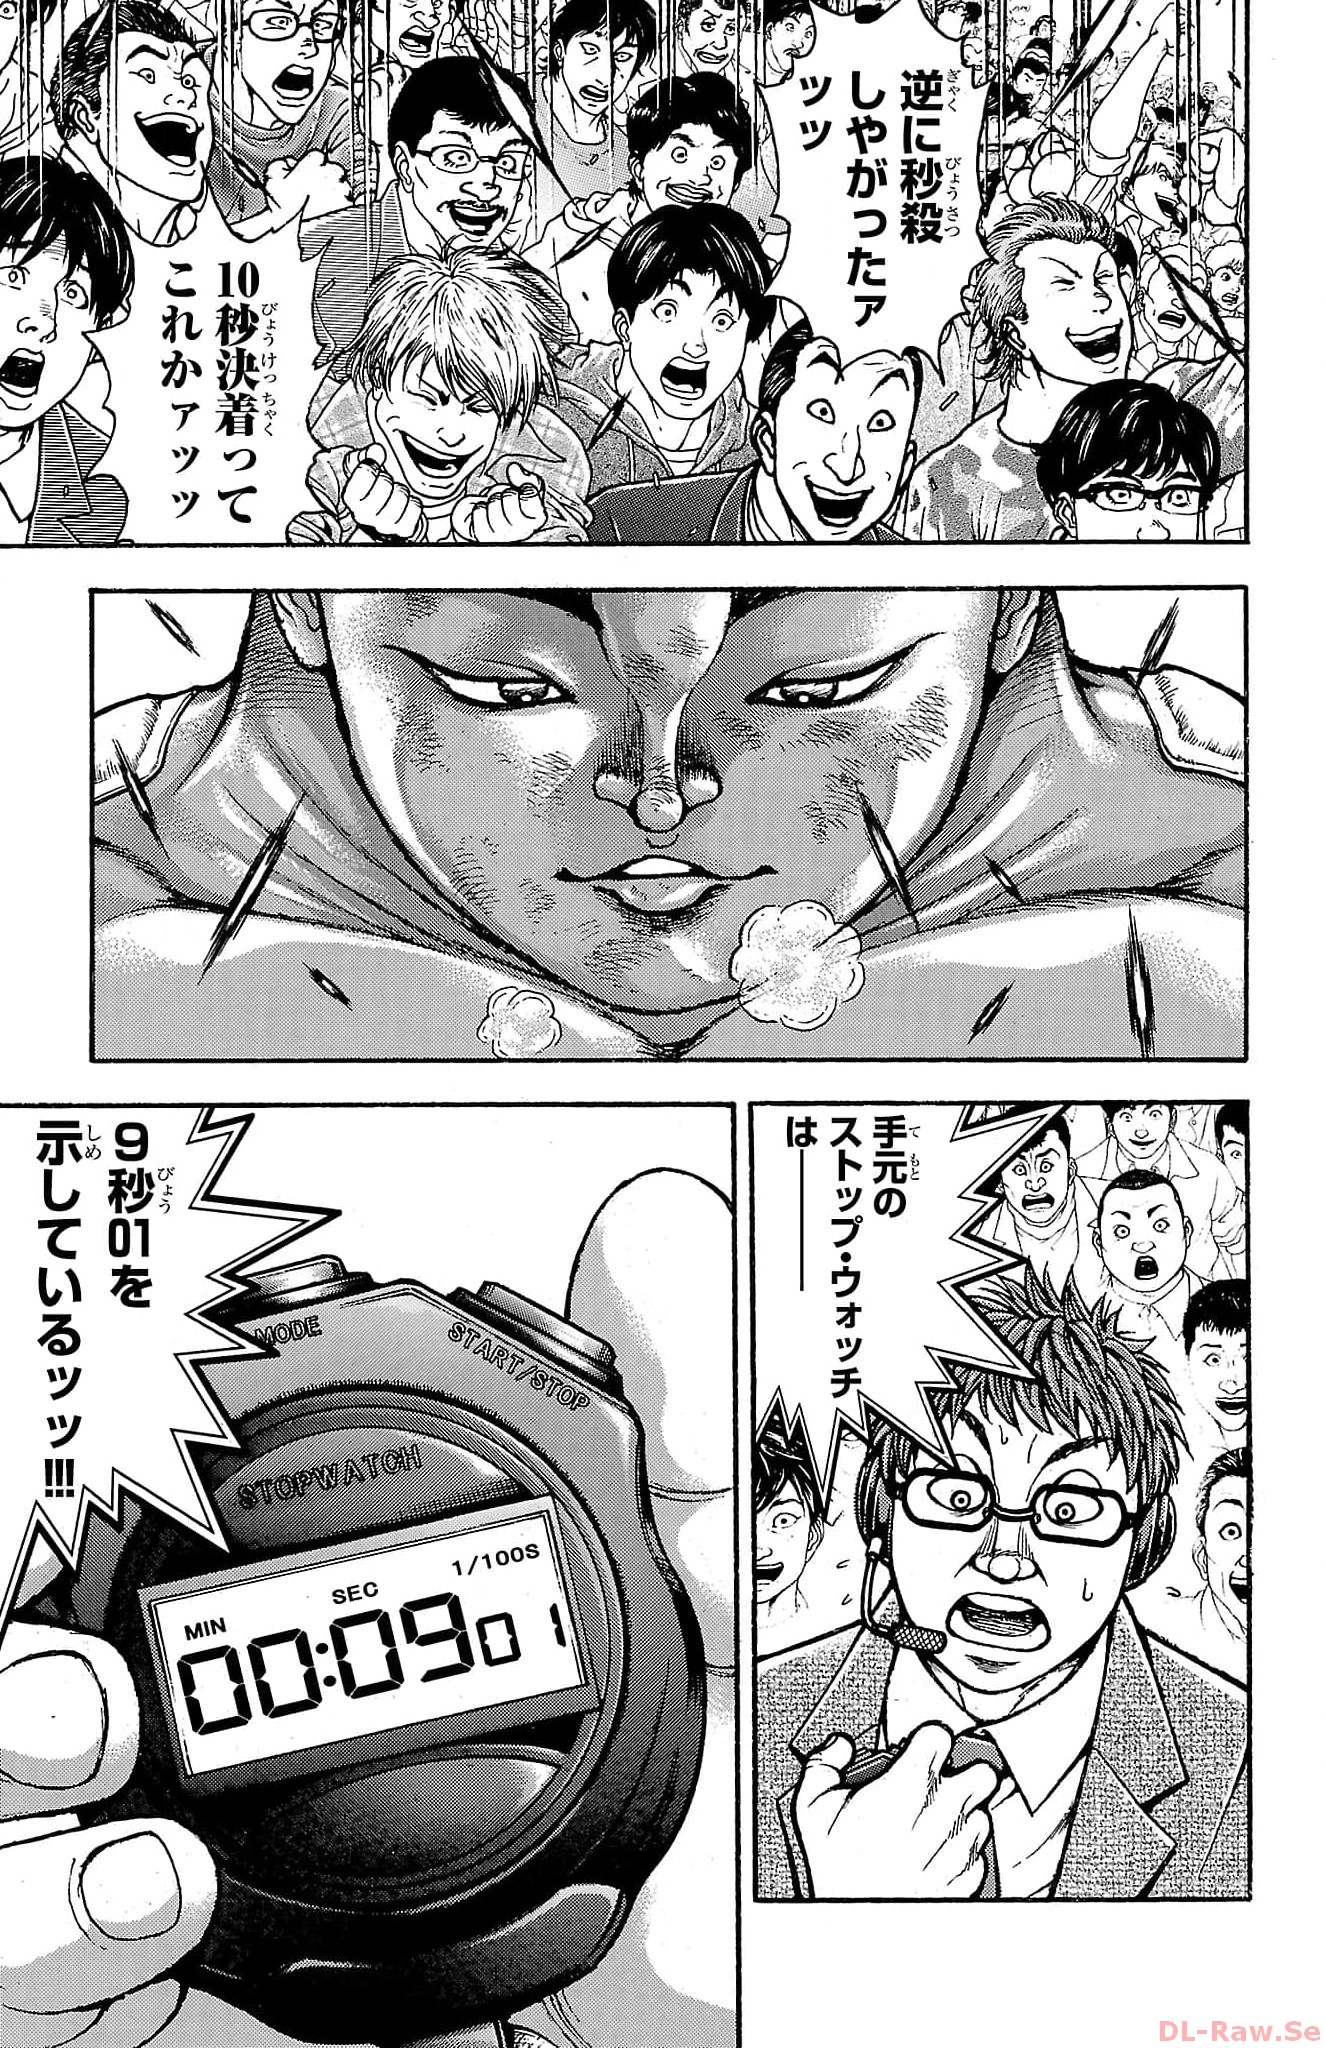 逆に秒殺
しやがったァ
ッッ
10秒決着って
これかァッッ
手元の
ストップ・ウォッチ
は───
9秒01を
示しているッッ!!!
MODE
START/STOP
STOPWATCH
1/100S
SEC
MIN
00:09 01
DL-Raw.Se